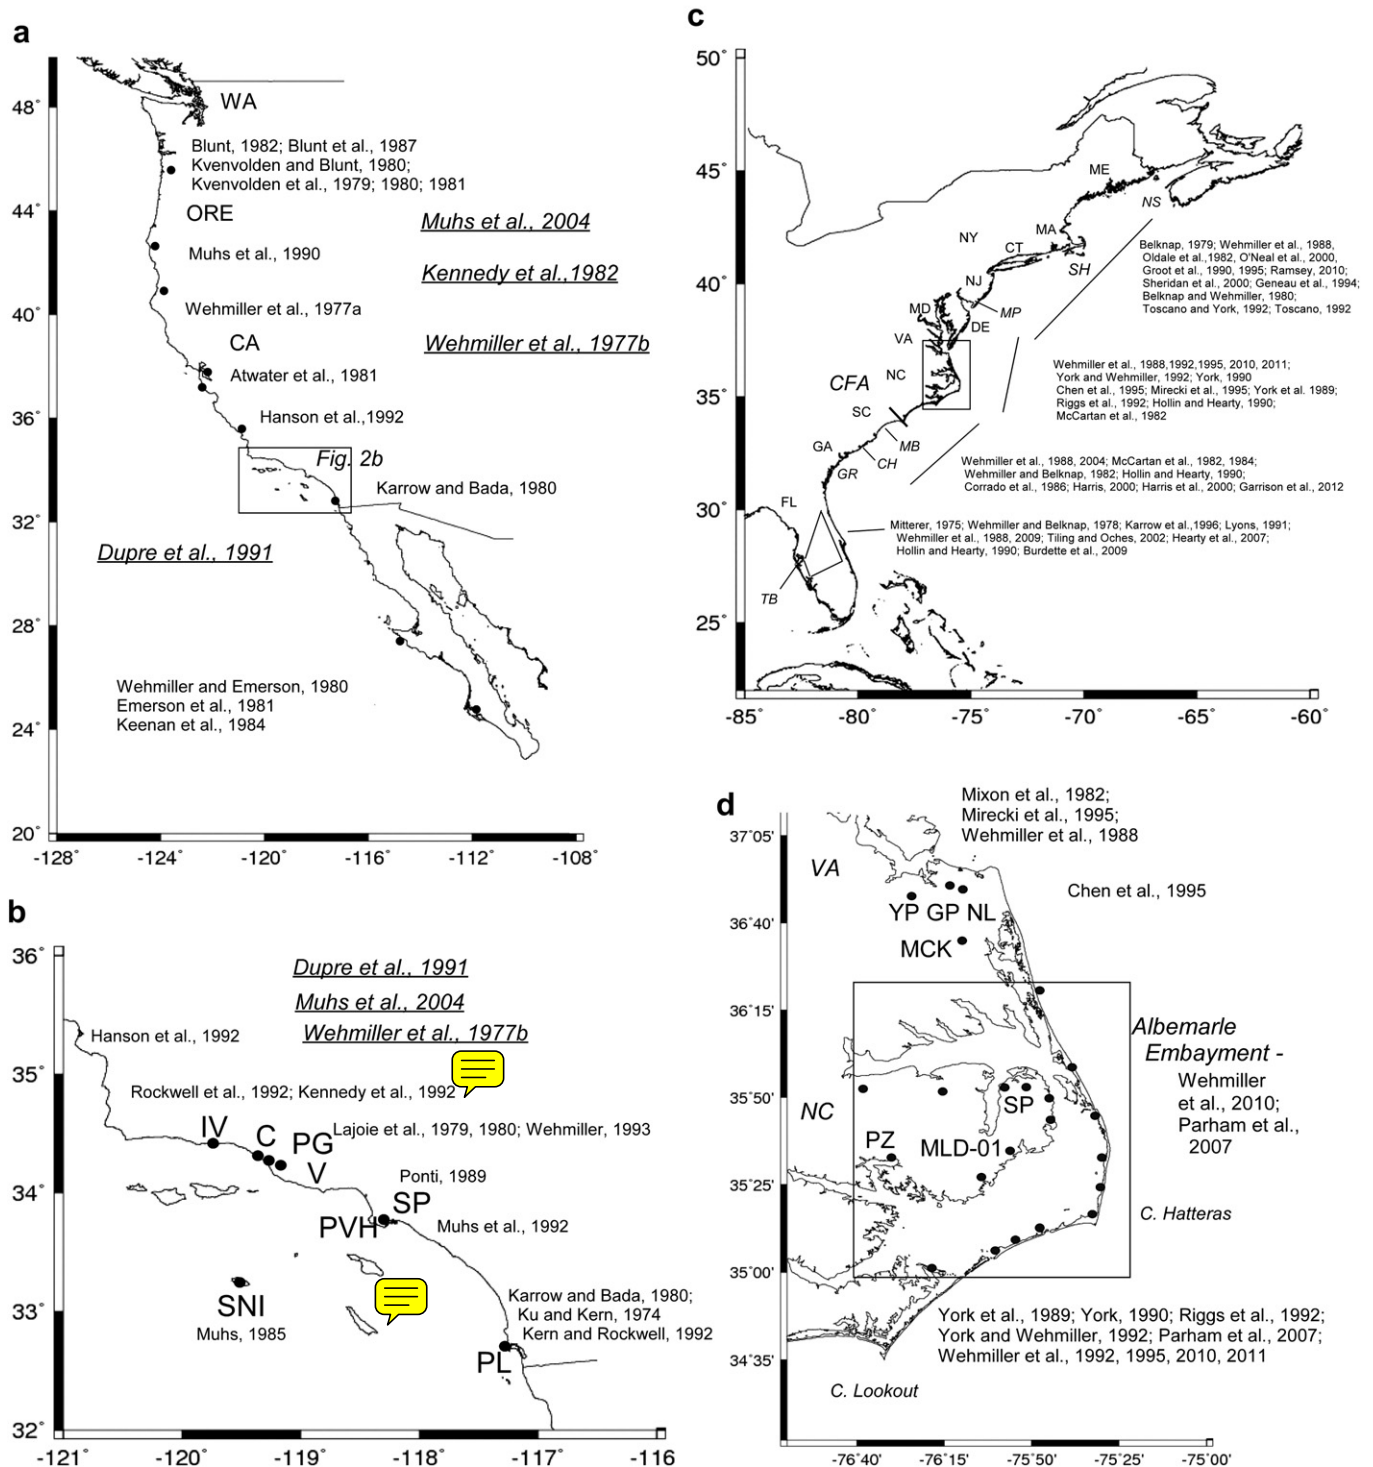 a
48°
44°
40°
36°
32°
28°
24°
20°
-128°
-124°
-120°
-116°
-112°
-108°
WA
Blunt, 1982; Blunt et al., 1987
Kvenvolden and Blunt, 1980;
Kvenvolden et al., 1979; 1980; 1981
ORE
Muhs et al., 2004
Muhs et al., 1990
Kennedy et al.,1982
Wehmiller et al., 1977a
CA
Wehmiller et al., 1977b
Atwater et al., 1981
Hanson et al.,1992
Fig. 2b
Karrow and Bada, 1980
Dupre et al., 1991
Wehmiller and Emerson, 1980
Emerson et al., 1981
Keenan et al., 1984
b
36°
35°
34°
33°
32°
-121°
-120°
-119°
-118°
-117°
-116°
Dupre et al., 1991
Muhs et al., 2004
Wehmiller et al., 1977b
Hanson et al., 1992
Rockwell et al., 1992; Kennedy et al., 1992
IV
C
PG
Lajoie et al., 1979, 1980; Wehmiller, 1993
V
Ponti, 1989
SP
PVH
Muhs et al., 1992
SNI
Muhs, 1985
Karrow and Bada, 1980;
Ku and Kern, 1974
Kern and Rockwell, 1992
PL
c
50°
45°
40°
35°
30°
25°
-85°
-80°
-75°
-70°
-65°
-60°
ME
NS
MA
NY
CT
SH
NJ
MP
MD
DE
VA
NC
CFA
SC
MB
GA
CH
GR
FL
TB
Belknap, 1979; Wehmiller et al., 1988,
Oldale et al.,1982, O'Neal et al., 2000,
Groot et al., 1990, 1995; Ramsey, 2010;
Sheridan et al., 2000; Geneau et al., 1994;
Belknap and Wehmiller, 1980;
Toscano and York, 1992; Toscano, 1992
Wehmiller et al., 1988,1992,1995, 2010, 2011;
York and Wehmiller, 1992; York, 1990
Chen et al., 1995; Mirecki et al., 1995; York et al. 1989;
Riggs et al., 1992; Hollin and Hearty, 1990;
McCartan et al., 1982
Wehmiller et al., 1988, 2004; McCartan et al., 1982, 1984;
Wehmiller and Belknap, 1982; Hollin and Hearty, 1990;
Corrado et al., 1986; Harris, 2000; Harris et al., 2000; Garrison et al., 2012
Mitterer, 1975; Wehmiller and Belknap, 1978; Karrow et al.,1996; Lyons, 1991;
Wehmiller et al., 1988, 2009; Tiling and Oches, 2002; Hearty et al., 2007;
Hollin and Hearty, 1990; Burdette et al., 2009
d
37°05'
36°40'
36°15'
35°50'
35°25'
35°00'
34°35'
-76°40'
-76°15'
-75°50'
-75°25'
-75°00'
Mixon et al., 1982;
Mirecki et al., 1995;
Wehmiller et al., 1988
VA
Chen et al., 1995
YP GP NL
MCK
Albemarle
Embayment -
Wehmiller
et al., 2010;
Parham et al.,
2007
NC
SP
PZ
MLD-01
C. Hatteras
York et al., 1989; York, 1990; Riggs et al., 1992;
York and Wehmiller, 1992; Parham et al., 2007;
Wehmiller et al., 1992, 1995, 2010, 2011
C. Lookout